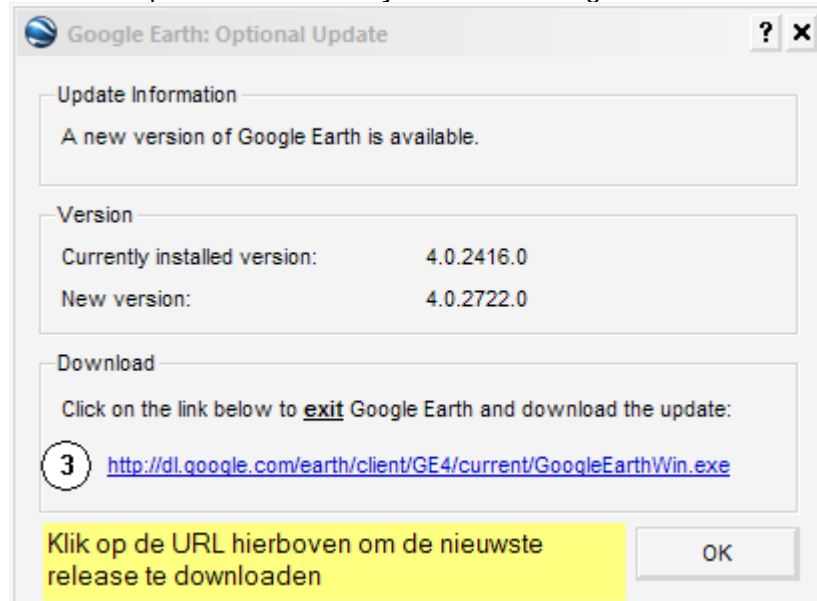 Google Earth: Optional Update ? ×
Update Information
A new version of Google Earth is available.
Version
Currently installed version: 4.0.2416.0
New version: 4.0.2722.0
Download
Click on the link below to exit Google Earth and download the update:
3 http://dl.google.com/earth/client/GE4/current/GoogleEarthWin.exe
Klik op de URL hierboven om de nieuwste
release te downloaden
OK